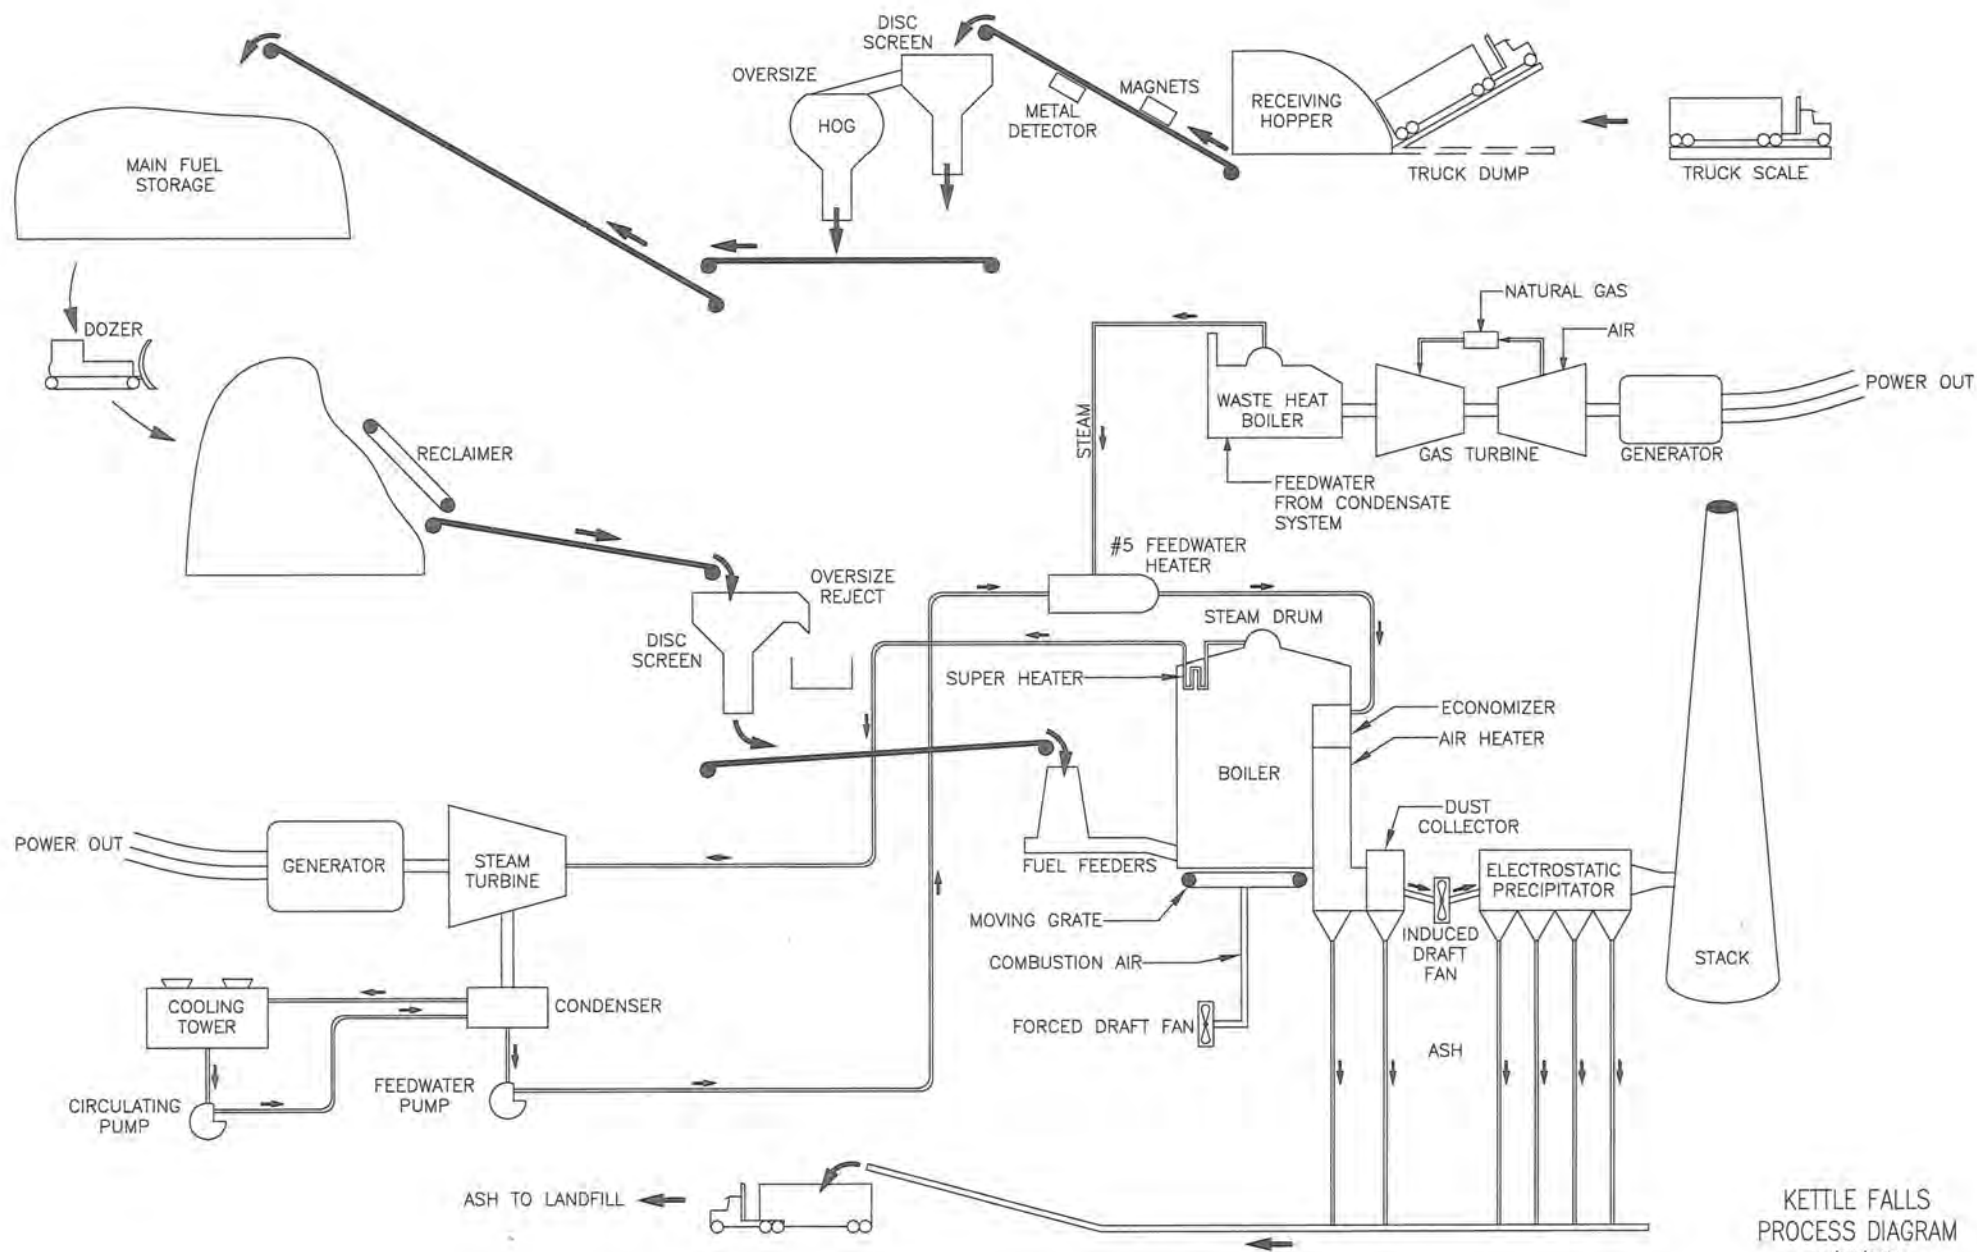 DISC
SCREEN
OVERSIZE
HOG
METAL
DETECTOR
MAGNETS
RECEIVING
HOPPER
TRUCK DUMP
TRUCK SCALE
MAIN FUEL
STORAGE
DOZER
RECLAIMER
NATURAL GAS
AIR
POWER OUT
WASTE HEAT
BOILER
STEAM
GAS TURBINE
GENERATOR
FEEDWATER
FROM CONDENSATE
SYSTEM
#5 FEEDWATER
HEATER
OVERSIZE
REJECT
DISC
SCREEN
STEAM DRUM
SUPER HEATER
ECONOMIZER
AIR HEATER
BOILER
DUST
COLLECTOR
POWER OUT
GENERATOR
STEAM
TURBINE
FUEL FEEDERS
ELECTROSTATIC
PRECIPITATOR
MOVING GRATE
INDUCED
DRAFT
FAN
COMBUSTION AIR
STACK
COOLING
TOWER
CONDENSER
FORCED DRAFT FAN
ASH
FEEDWATER
PUMP
CIRCULATING
PUMP
ASH TO LANDFILL
KETTLE FALLS
PROCESS DIAGRAM